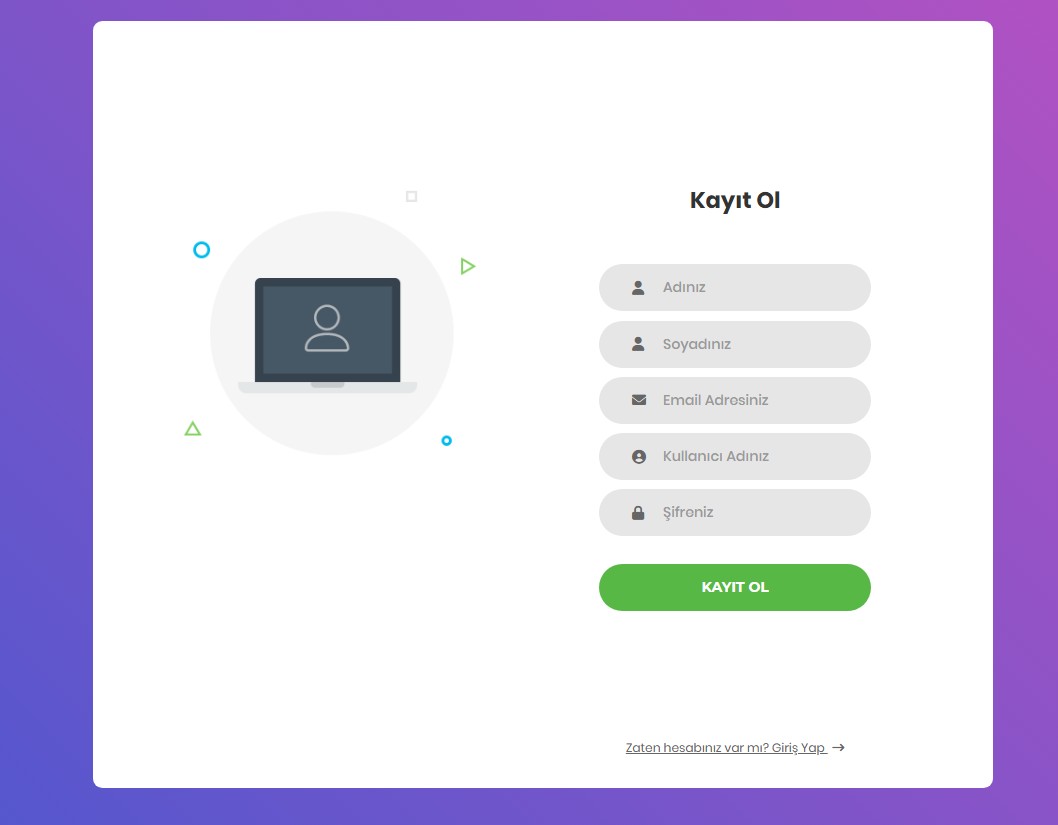 Kayıt Ol
Adınız
Soyadınız
Email Adresiniz
Kullanıcı Adınız
Şifreniz
KAYIT OL
Zaten hesabınız var mı? Giriş Yap →